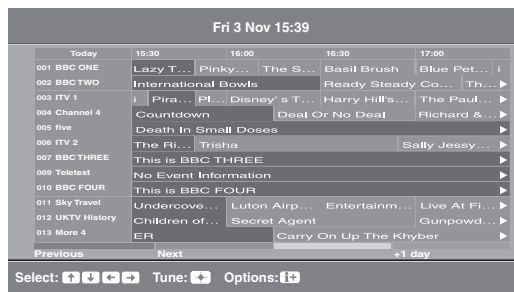 Fri 3 Nov 15:39
Today 15:30 16:00 16:30 17:00
001 BBC ONE Lazy T... Pinky... The S... Basil Brush Blue Pet... i
002 BBC TWO International Bowls Ready Steady Co... Th...
003 ITV 1 i Pira... Pl... Disney's T... Harry Hill's... The Paul...
004 Channel 4 Countdown Deal Or No Deal Richard &...
005 five Death In Small Doses
006 ITV 2 The Ri... Trisha Sally Jessy...
007 BBC THREE This is BBC THREE
009 Teletext No Event Information
010 BBC FOUR This is BBC FOUR
011 Sky Travel Undercove... Luton Airp... Entertainm... Live At Fi...
012 UKTV History Children of... Secret Agent Gunpowd...
013 More 4 ER Carry On Up The Khyber
Previous Next +1 day
Select: Tune: Options: i+